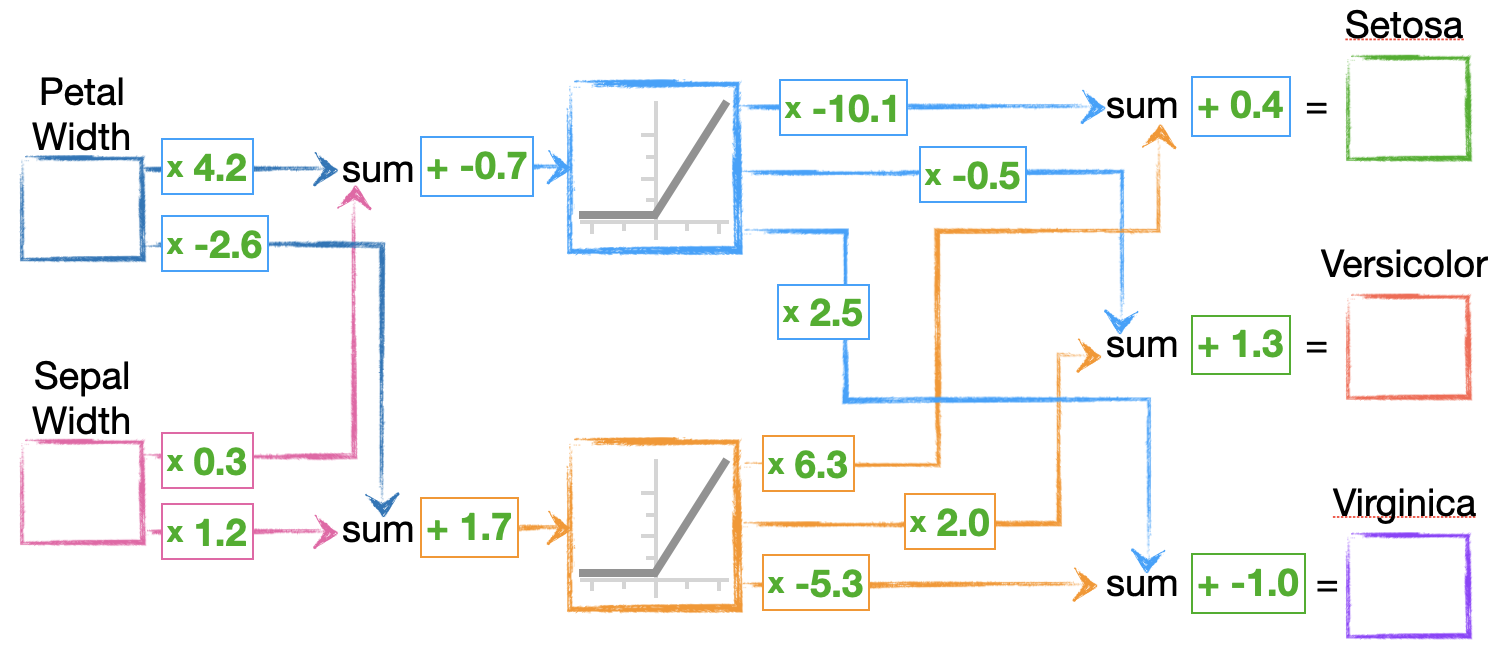 Setosa
Petal
Width
x -10.1
sum
+ 0.4
=
x 4.2
sum
+ -0.7
x -0.5
x -2.6
Versicolor
x 2.5
sum
+ 1.3
=
Sepal
Width
x 0.3
x 6.3
Virginica
x 1.2
sum
+ 1.7
x 2.0
x -5.3
sum
+ -1.0
=